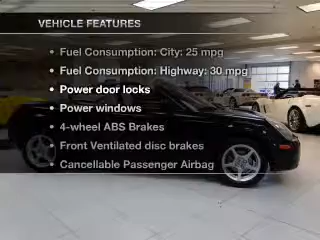 VEHICLE FEATURES
• Fuel Consumption: City: 25 mpg
• Fuel Consumption: Highway: 30 mpg
• Power door locks
• Power windows
• 4-wheel ABS Brakes
• Front Ventilated disc brakes
• Cancellable Passenger Airbag